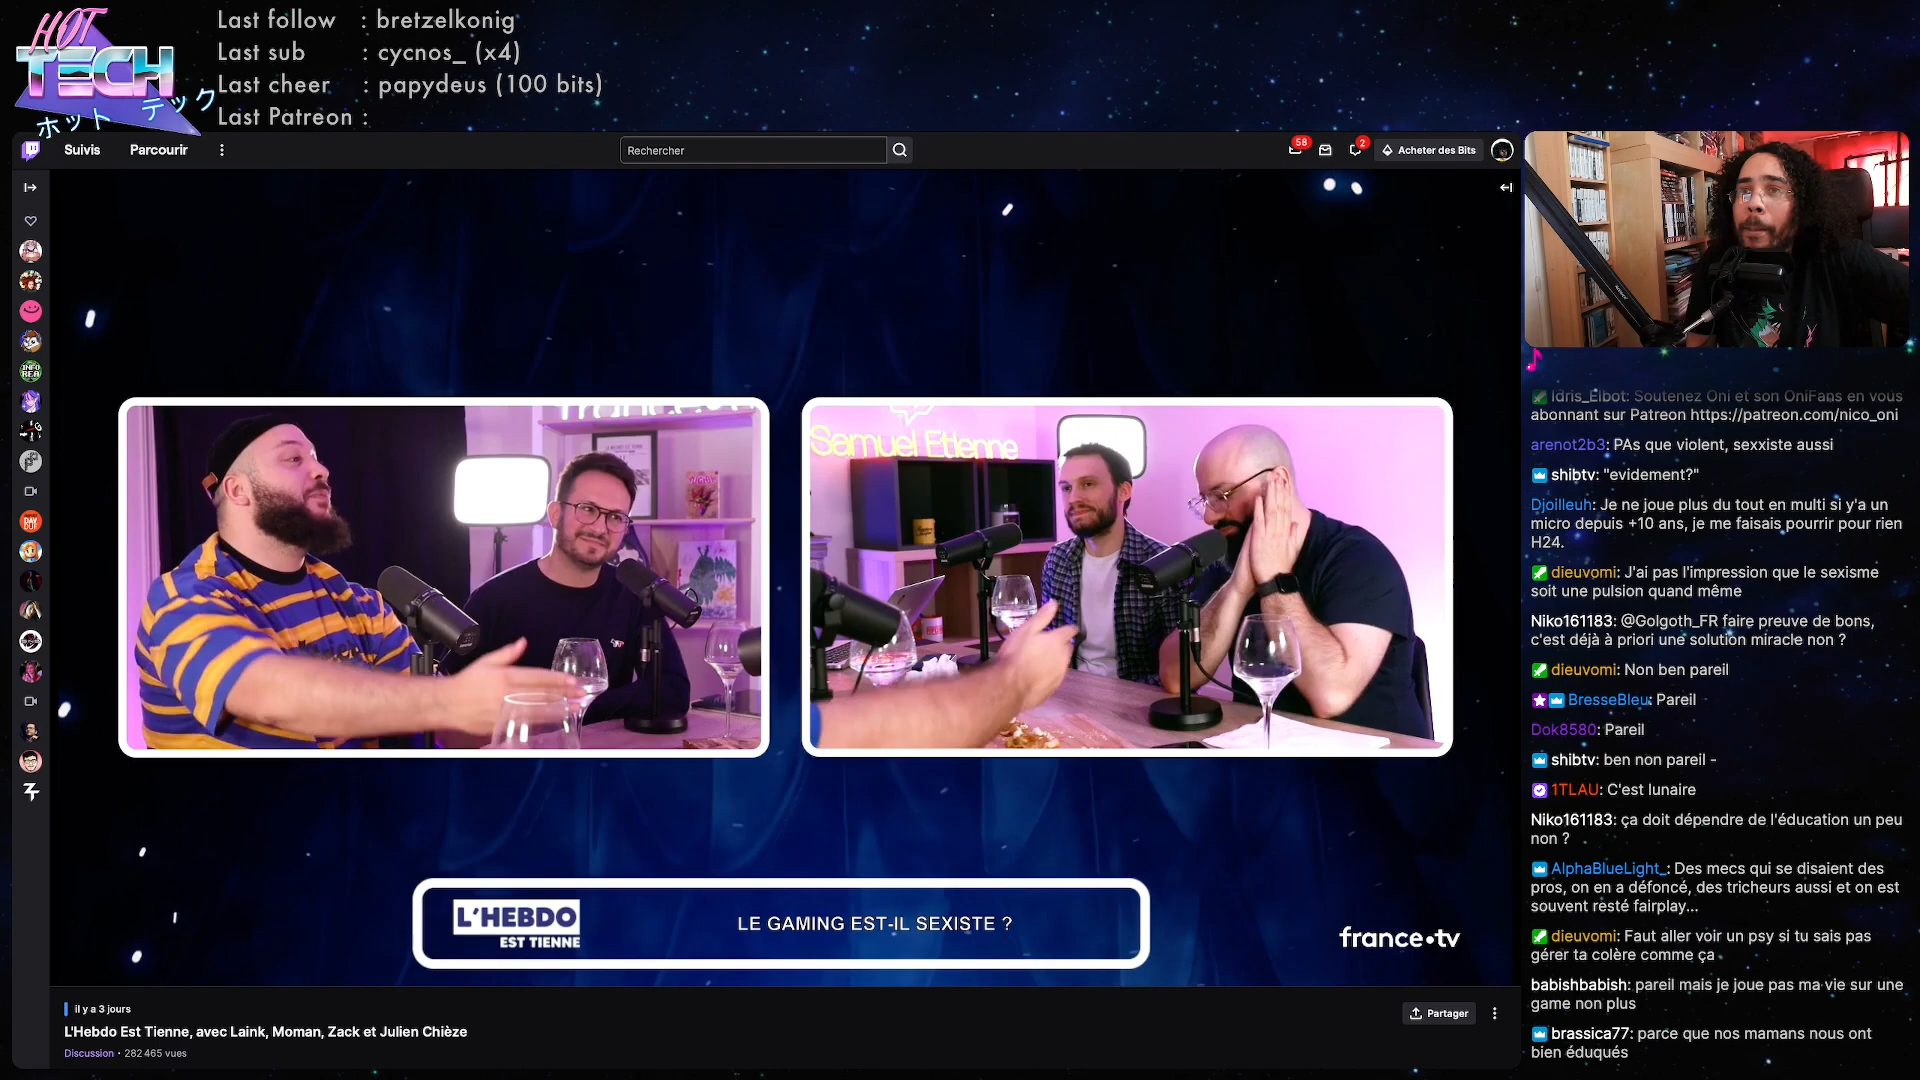 HOT
TECH
ホット テック
Last follow : bretzelkonig
Last sub : cycnos_ (x4)
Last cheer : papydeus (100 bits)
Last Patreon :
Suivis
Parcourir
Rechercher
58
2
Acheter des Bits
INFO
REA
DAY
Samuel Etienne
L'HEBDO
EST TIENNE
LE GAMING EST-IL SEXISTE ?
france•tv
il y a 3 jours
L'Hebdo Est Tienne, avec Laink, Moman, Zack et Julien Chièze
Discussion • 282 465 vues
Partager
Idris_Elbot: Soutenez Oni et son OniFans en vous
abonnant sur Patreon https://patreon.com/nico_oni
arenot2b3: PAs que violent, sexxiste aussi
shibtv: "evidement?"
Djoilleuh: Je ne joue plus du tout en multi si y'a un
micro depuis +10 ans, je me faisais pourrir pour rien
H24.
dieuvomi: J'ai pas l'impression que le sexisme
soit une pulsion quand même
Niko161183: @Golgoth_FR faire preuve de bons,
c'est déjà à priori une solution miracle non ?
dieuvomi: Non ben pareil
BresseBleu: Pareil
Dok8580: Pareil
shibtv: ben non pareil -
1TLAU: C'est lunaire
Niko161183: ça doit dépendre de l'éducation un peu
non ?
AlphaBlueLight_: Des mecs qui se disaient des
pros, on en a défoncé, des tricheurs aussi et on est
souvent resté fairplay...
dieuvomi: Faut aller voir un psy si tu sais pas
gérer ta colère comme ça
babishbabish: pareil mais je joue pas ma vie sur une
game non plus
brassica77: parce que nos mamans nous ont
bien éduqués